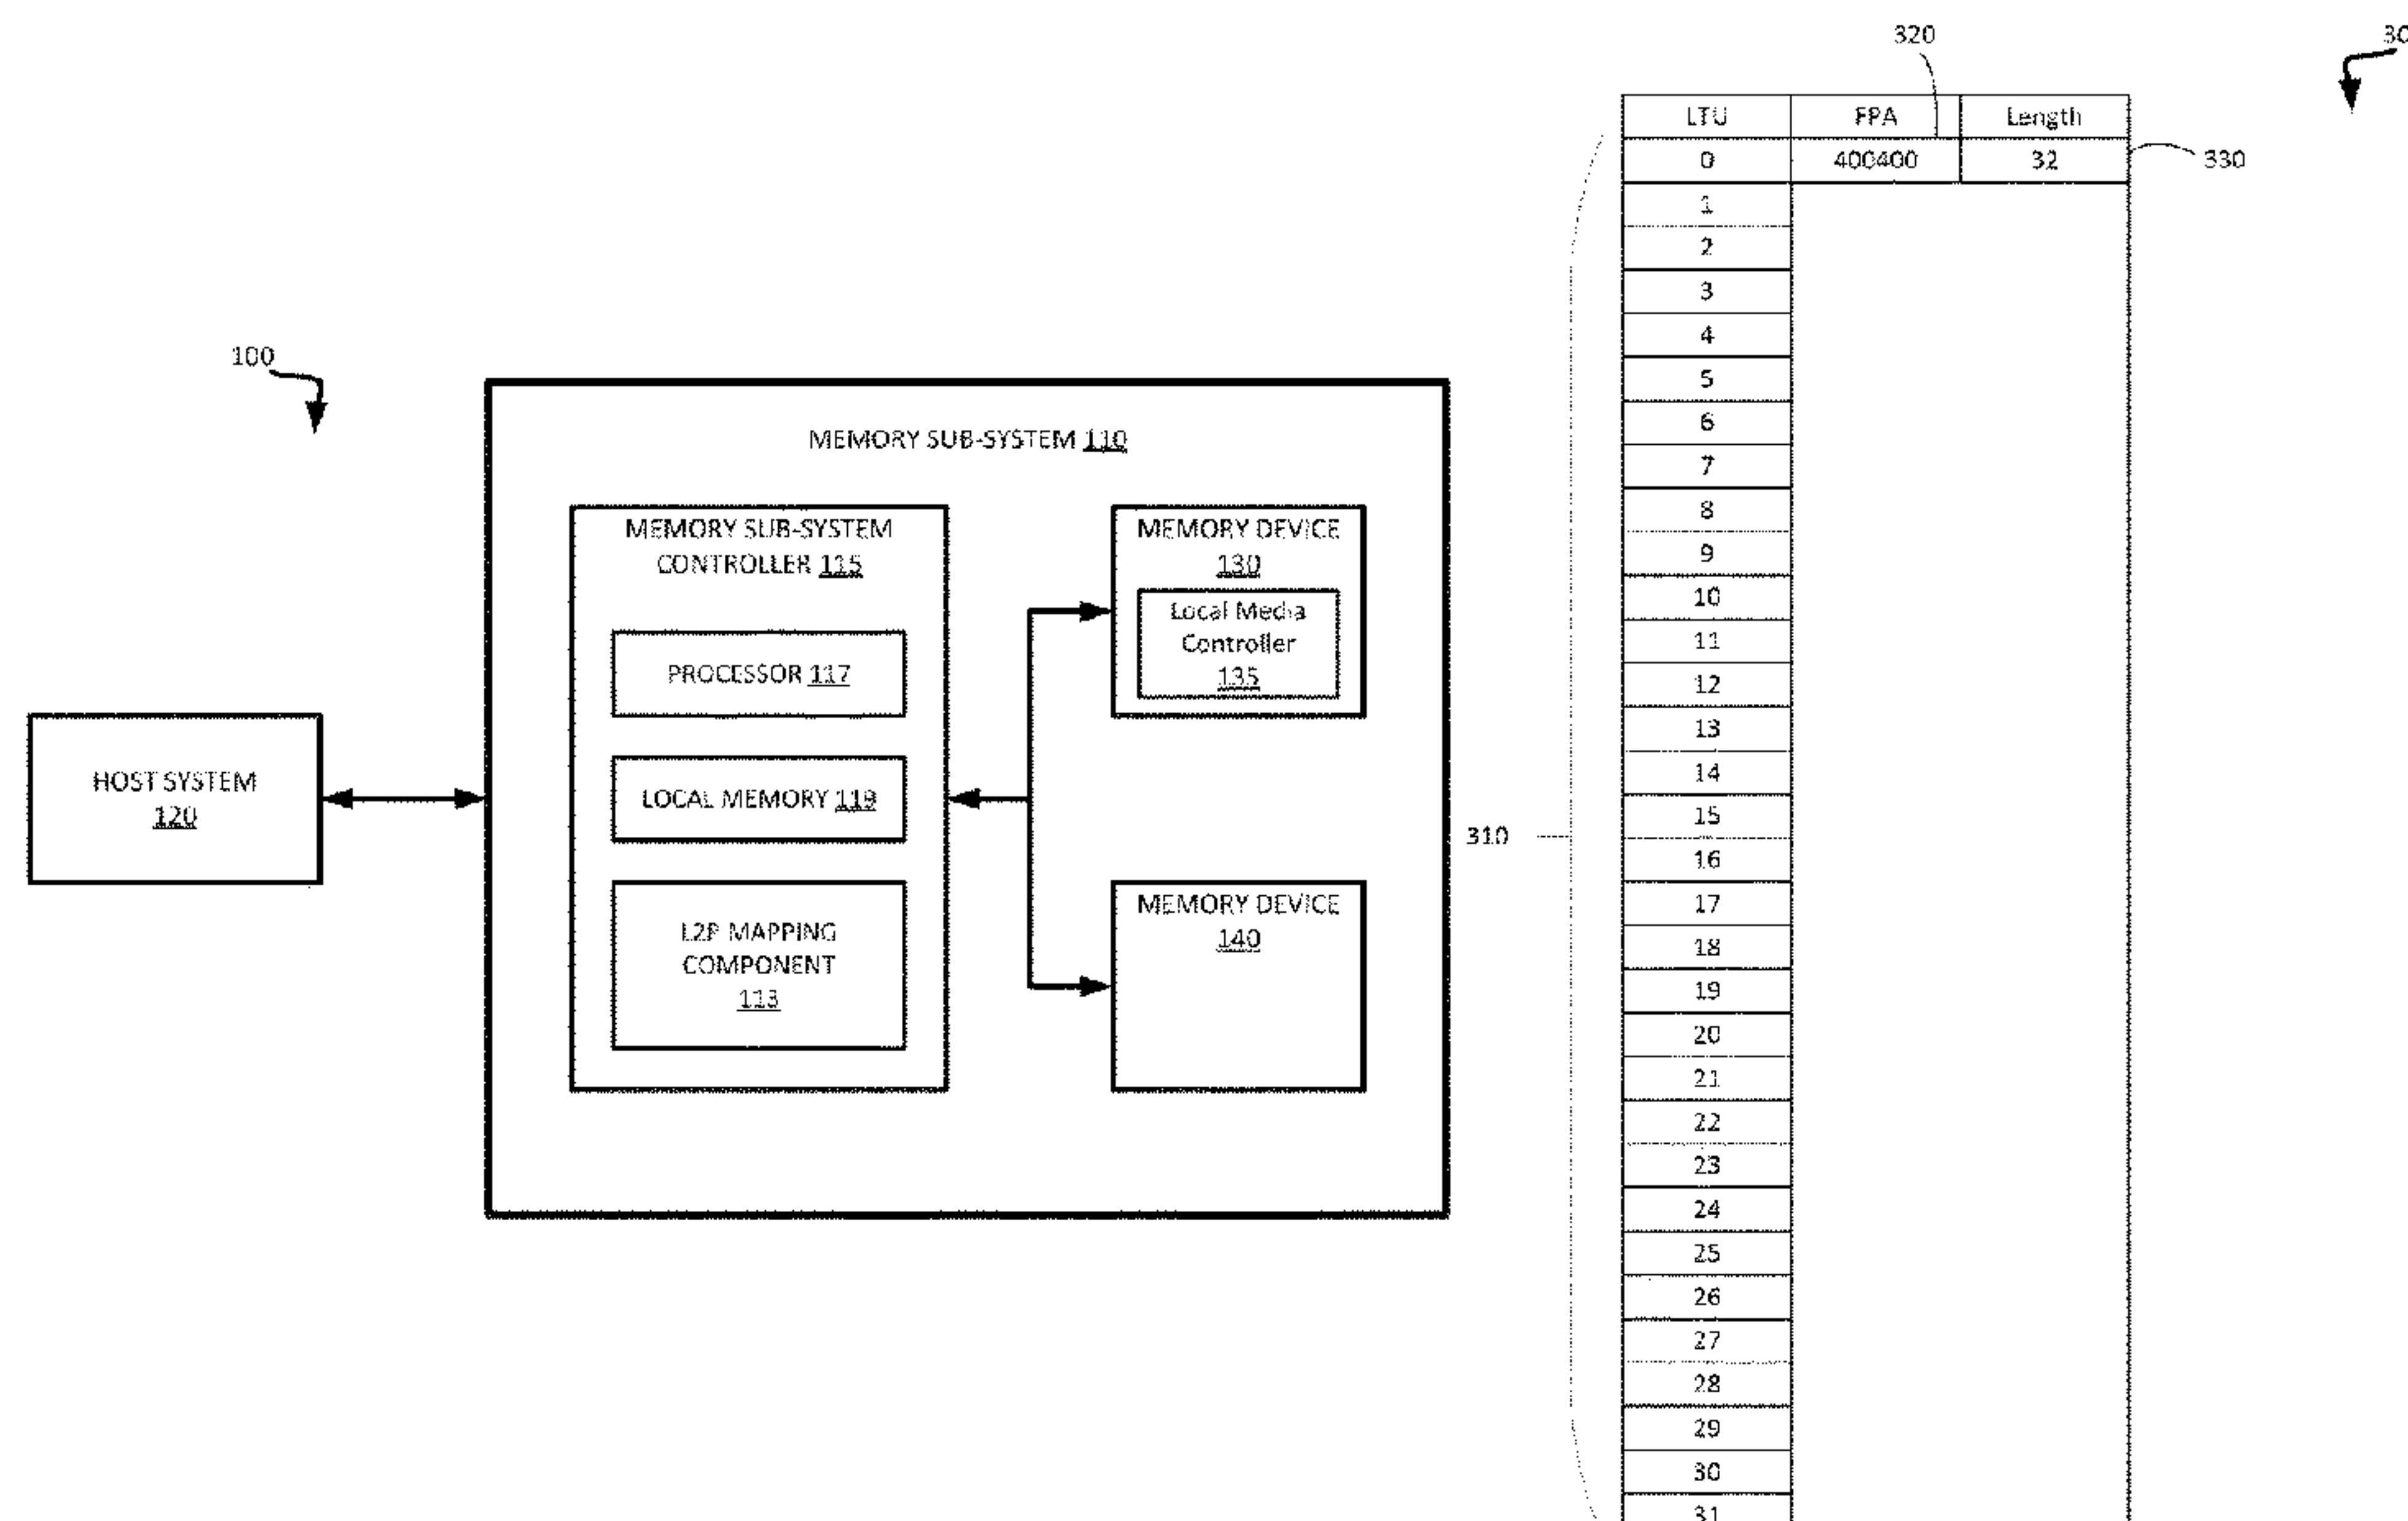 100
MEMORY SUB-SYSTEM 110
MEMORY SUB-SYSTEM
CONTROLLER 115
PROCESSOR 117
LOCAL MEMORY 119
L2P MAPPING
COMPONENT
113
MEMORY DEVICE
130
Local Media
Controller
135
MEMORY DEVICE
140
HOST SYSTEM
120
320
30
LTU FPA Length
0 400400 32
330
310
1
2
3
4
5
6
7
8
9
10
11
12
13
14
15
16
17
18
19
20
21
22
23
24
25
26
27
28
29
30
31